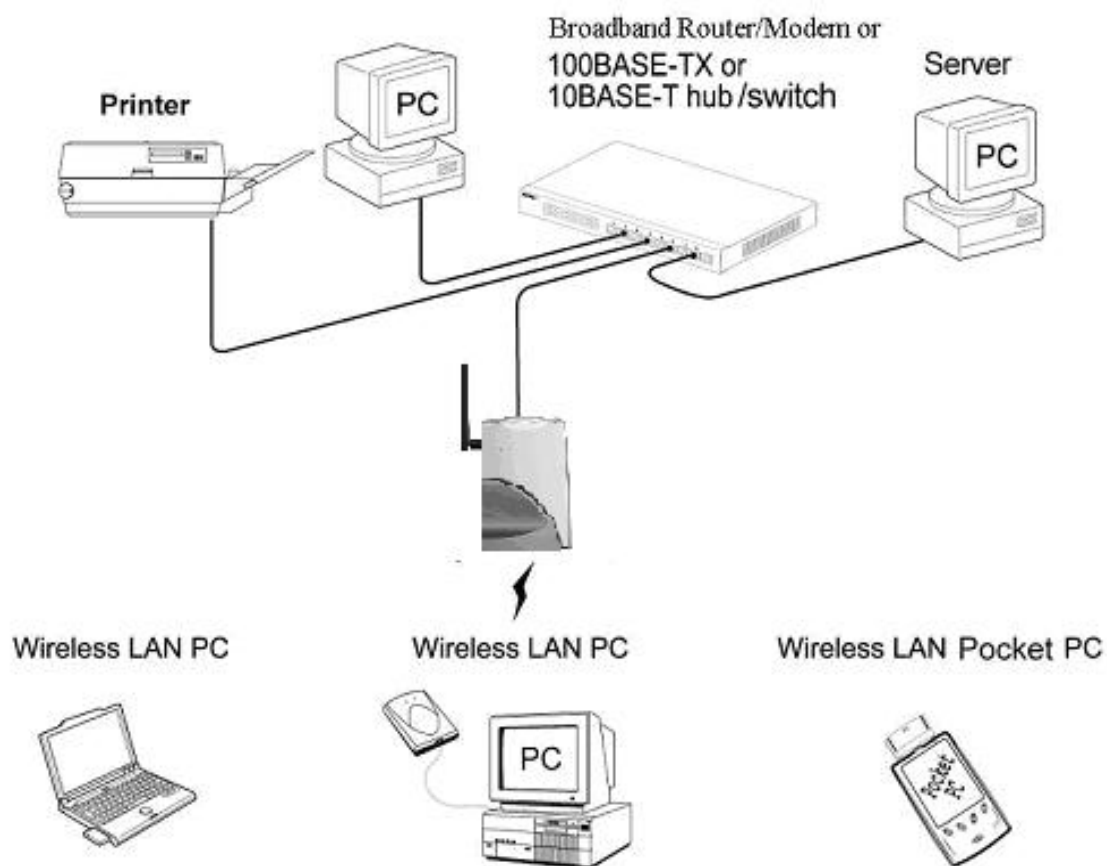 Broadband Router/Modem or
100BASE-TX or
10BASE-T hub/switch
Server
Printer
PC
PC
Wireless LAN PC
Wireless LAN PC
Wireless LAN Pocket PC
PC
Pocket
PC